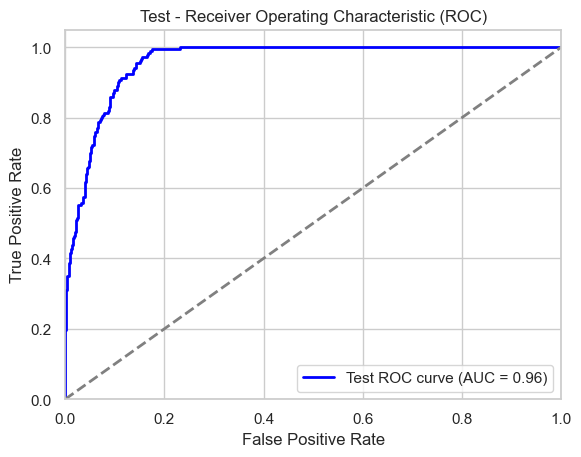 Test - Receiver Operating Characteristic (ROC)
1.0
0.8
0.6
0.4
0.2
0.0
True Positive Rate
Test ROC curve (AUC = 0.96)
0.0 0.2 0.4 0.6 0.8 1.0
False Positive Rate